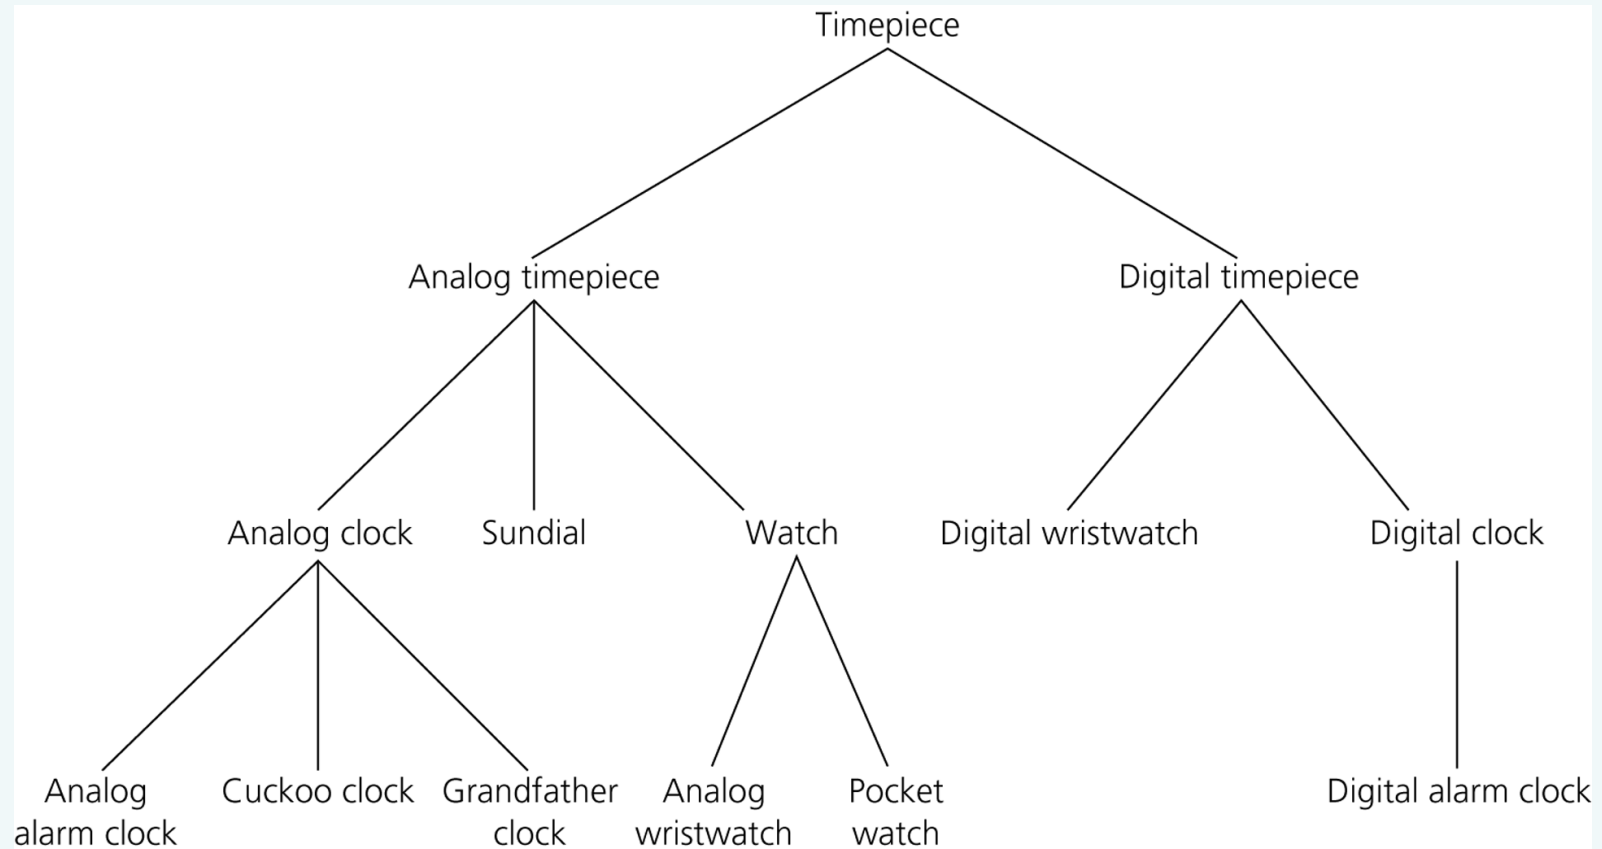 Timepiece
Analog timepiece
Digital timepiece
Analog clock
Sundial
Watch
Digital wristwatch
Digital clock
Analog
alarm clock
Cuckoo clock
Grandfather
clock
Analog
wristwatch
Pocket
watch
Digital alarm clock